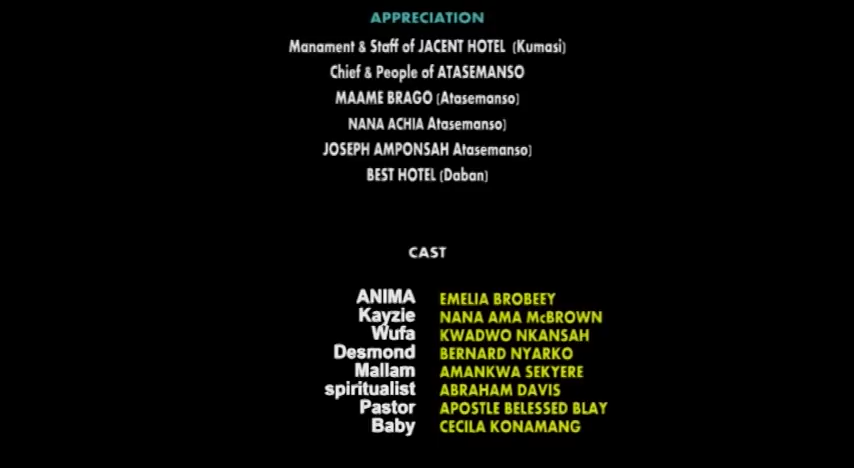 APPRECIATION
Manament & Staff of JACENT HOTEL (Kumasi)
Chief & People of ATASEMANSO
MAAME BRAGO (Atasemanso)
NANA ACHIA Atasemanso)
JOSEPH AMPONSAH Atasemanso)
BEST HOTEL (Daban)
CAST
ANIMA EMELIA BROBEEY
Kayzie NANA AMA McBROWN
Wufa KWADWO NKANSAH
Desmond BERNARD NYARKO
Mallam AMANKWA SEKYERE
spiritualist ABRAHAM DAVIS
Pastor APOSTLE BELESSED BLAY
Baby CECILA KONAMANG